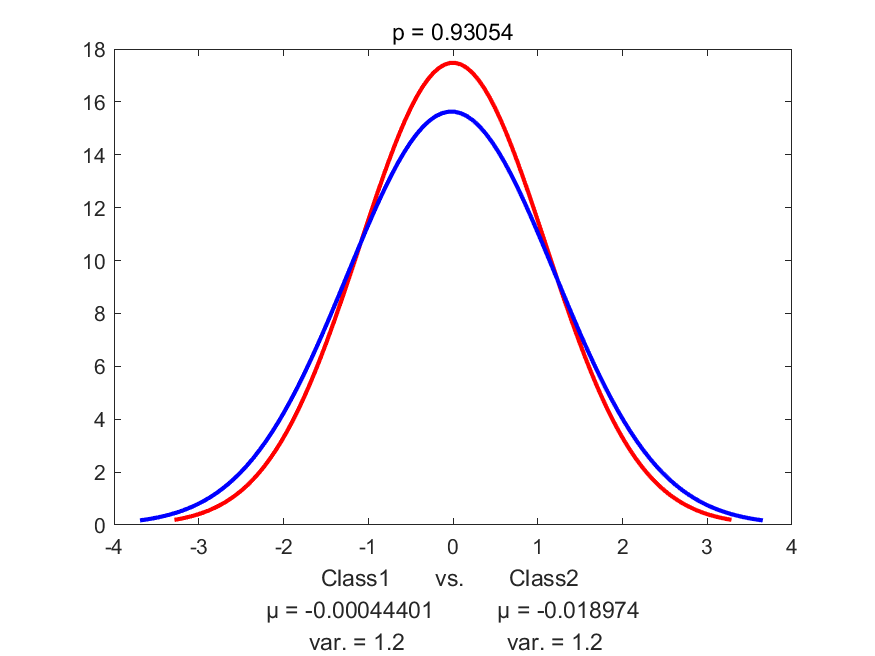 p = 0.93054
18
16
14
12
10
8
6
4
2
0
-4 -3 -2 -1 0 1 2 3 4
Class1 vs. Class2
μ = -0.00044401 μ = -0.018974
var. = 1.2 var. = 1.2